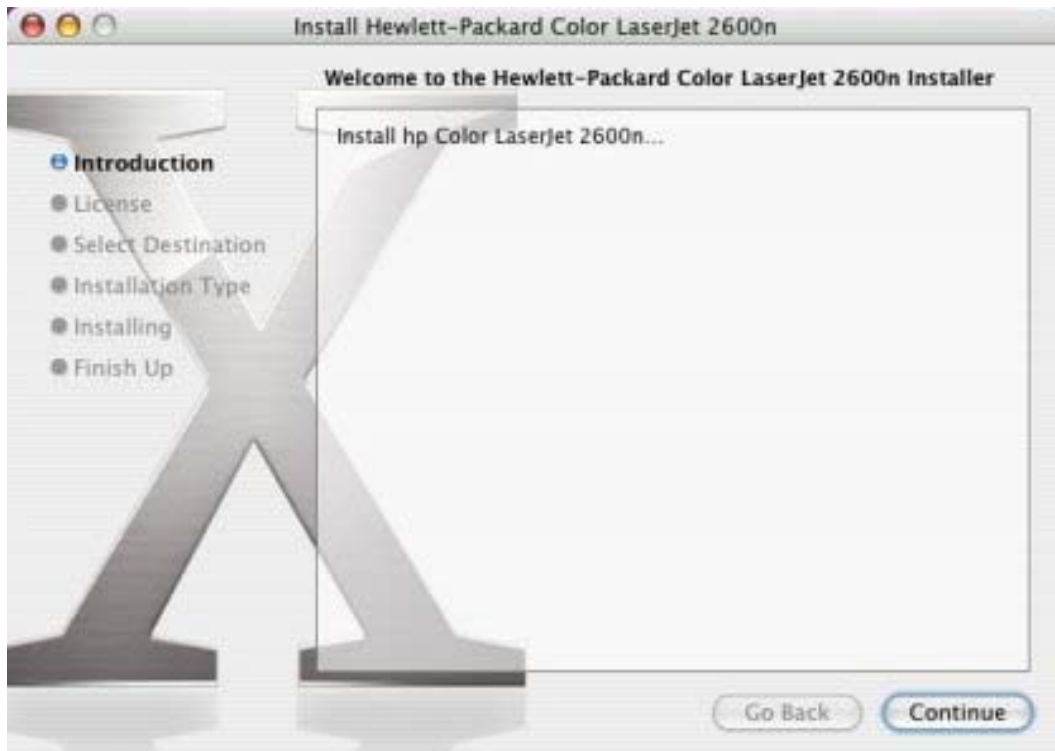 Install Hewlett-Packard Color LaserJet 2600n
Welcome to the Hewlett-Packard Color LaserJet 2600n Installer
Install hp Color LaserJet 2600n...
Introduction
License
Select Destination
Installation Type
Installing
Finish Up
Go Back
Continue